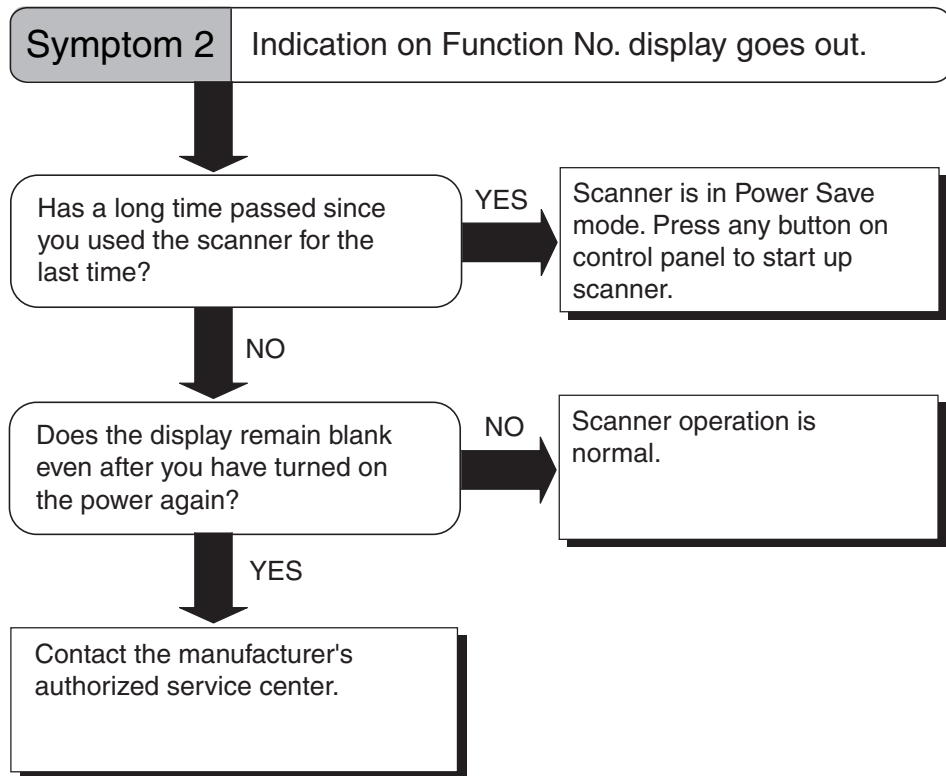 Symptom 2
Indication on Function No. display goes out.
Has a long time passed since
you used the scanner for the
last time?
YES
Scanner is in Power Save
mode. Press any button on
control panel to start up
scanner.
NO
Does the display remain blank
even after you have turned on
the power again?
NO
Scanner operation is
normal.
YES
Contact the manufacturer's
authorized service center.